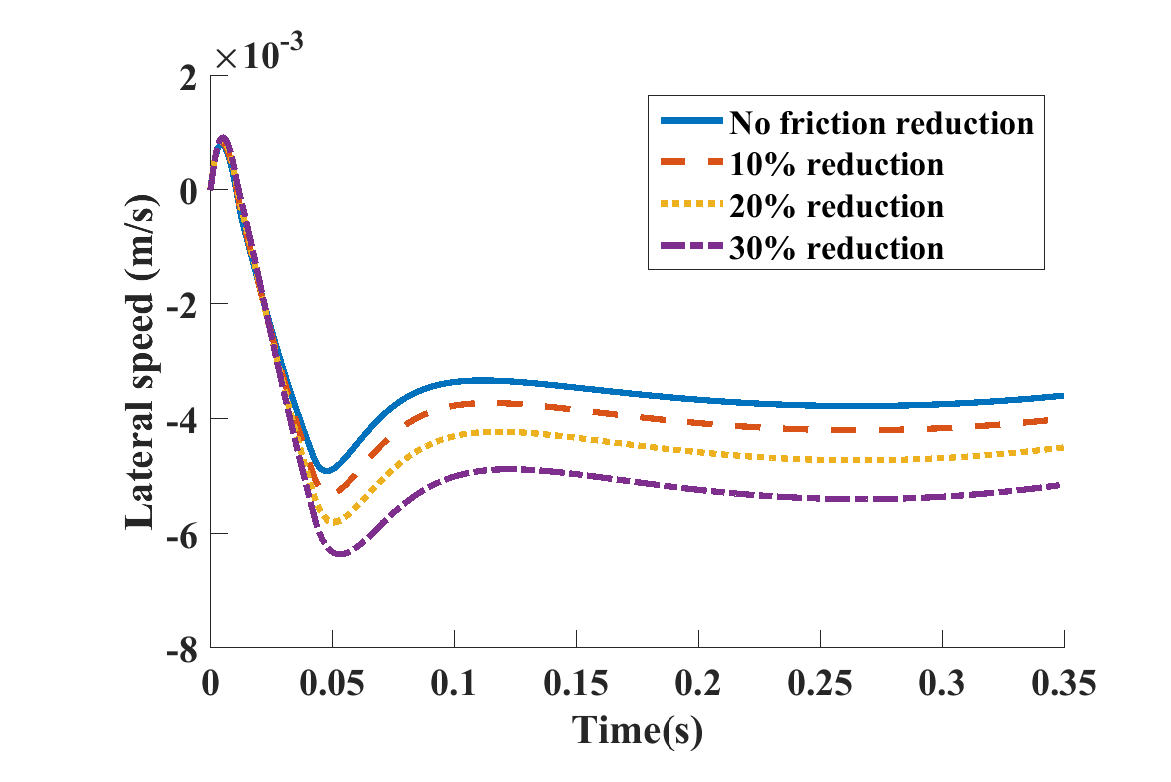 ×10-3
2
0
-2
-4
-6
-8
0 0.05 0.1 0.15 0.2 0.25 0.3 0.35
Time(s)
Lateral speed (m/s)
No friction reduction
10% reduction
20% reduction
30% reduction